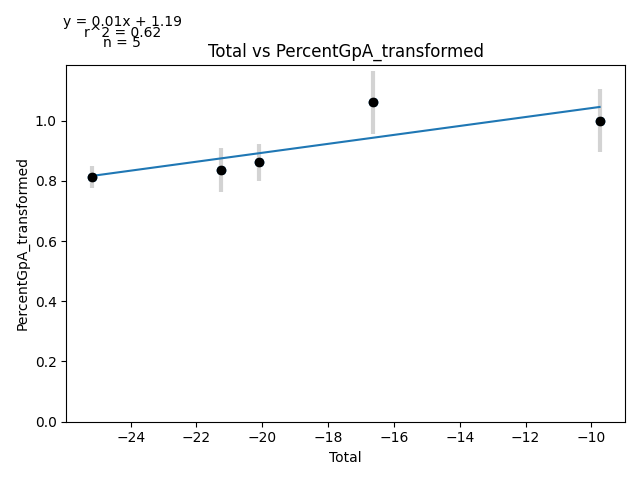 y = 0.01x + 1.19
r^2 = 0.62
n = 5
Total vs PercentGpA_transformed
PercentGpA_transformed
1.0
0.8
0.6
0.4
0.2
0.0
−24 −22 −20 −18 −16 −14 −12 −10
Total